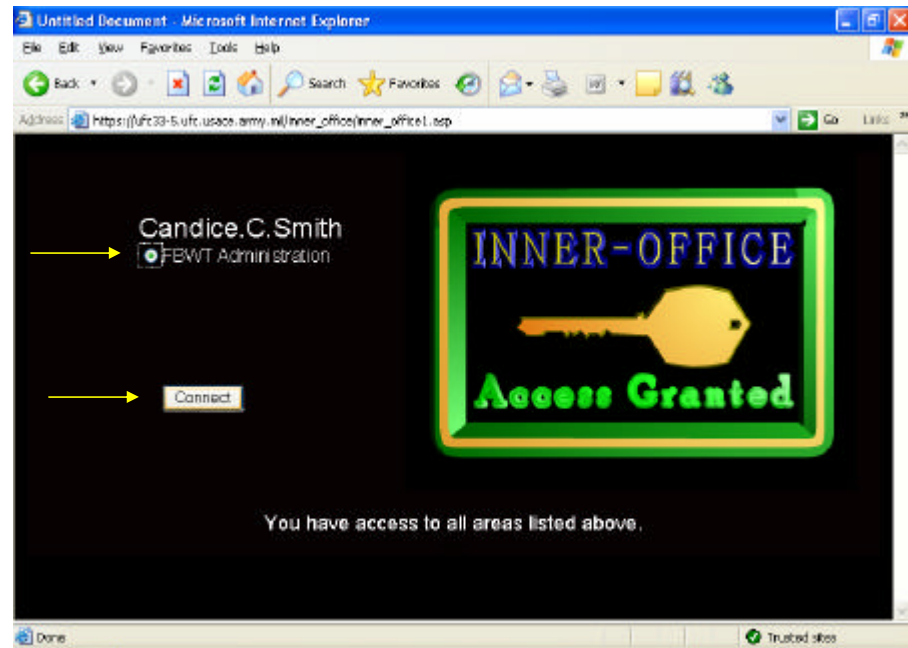 Untitled Document - Microsoft Internet Explorer
File Edit View Favorites Tools Help
Back Search Favorites
Address https://ufc33-5.ufc.usace.army.mil/inner_office/inner_office1.asp Go Links »
Candice.C.Smith
FBWT Administration
INNER-OFFICE
Connect
Access Granted
You have access to all areas listed above.
Done Trusted sites